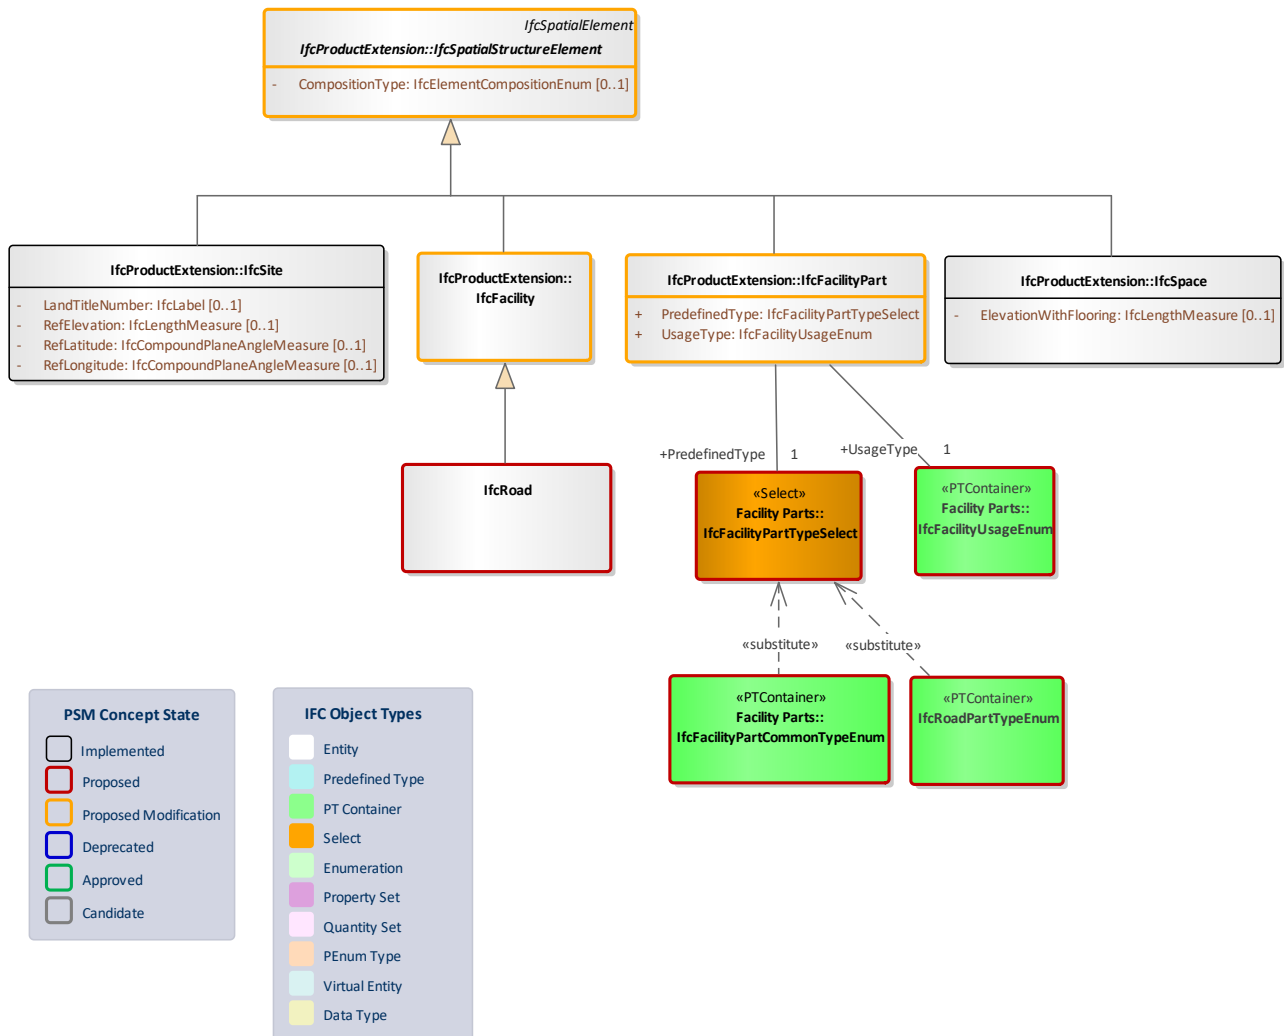 IfcSpatialElement
IfcProductExtension::IfcSpatialStructureElement
- CompositionType: IfcElementCompositionEnum [0..1]
IfcProductExtension::IfcSite
- LandTitleNumber: IfcLabel [0..1]
- RefElevation: IfcLengthMeasure [0..1]
- RefLatitude: IfcCompoundPlaneAngleMeasure [0..1]
- RefLongitude: IfcCompoundPlaneAngleMeasure [0..1]
IfcProductExtension::
IfcFacility
IfcProductExtension::IfcFacilityPart
+ PredefinedType: IfcFacilityPartTypeSelect
+ UsageType: IfcFacilityUsageEnum
IfcProductExtension::IfcSpace
- ElevationWithFlooring: IfcLengthMeasure [0..1]
IfcRoad
+PredefinedType 1
+UsageType 1
«Select»
Facility Parts::
IfcFacilityPartTypeSelect
«PTContainer»
Facility Parts::
IfcFacilityUsageEnum
«substitute»
«substitute»
«PTContainer»
Facility Parts::
IfcFacilityPartCommonTypeEnum
«PTContainer»
IfcRoadPartTypeEnum
PSM Concept State
Implemented
Proposed
Proposed Modification
Deprecated
Approved
Candidate
IFC Object Types
Entity
Predefined Type
PT Container
Select
Enumeration
Property Set
Quantity Set
PEnum Type
Virtual Entity
Data Type